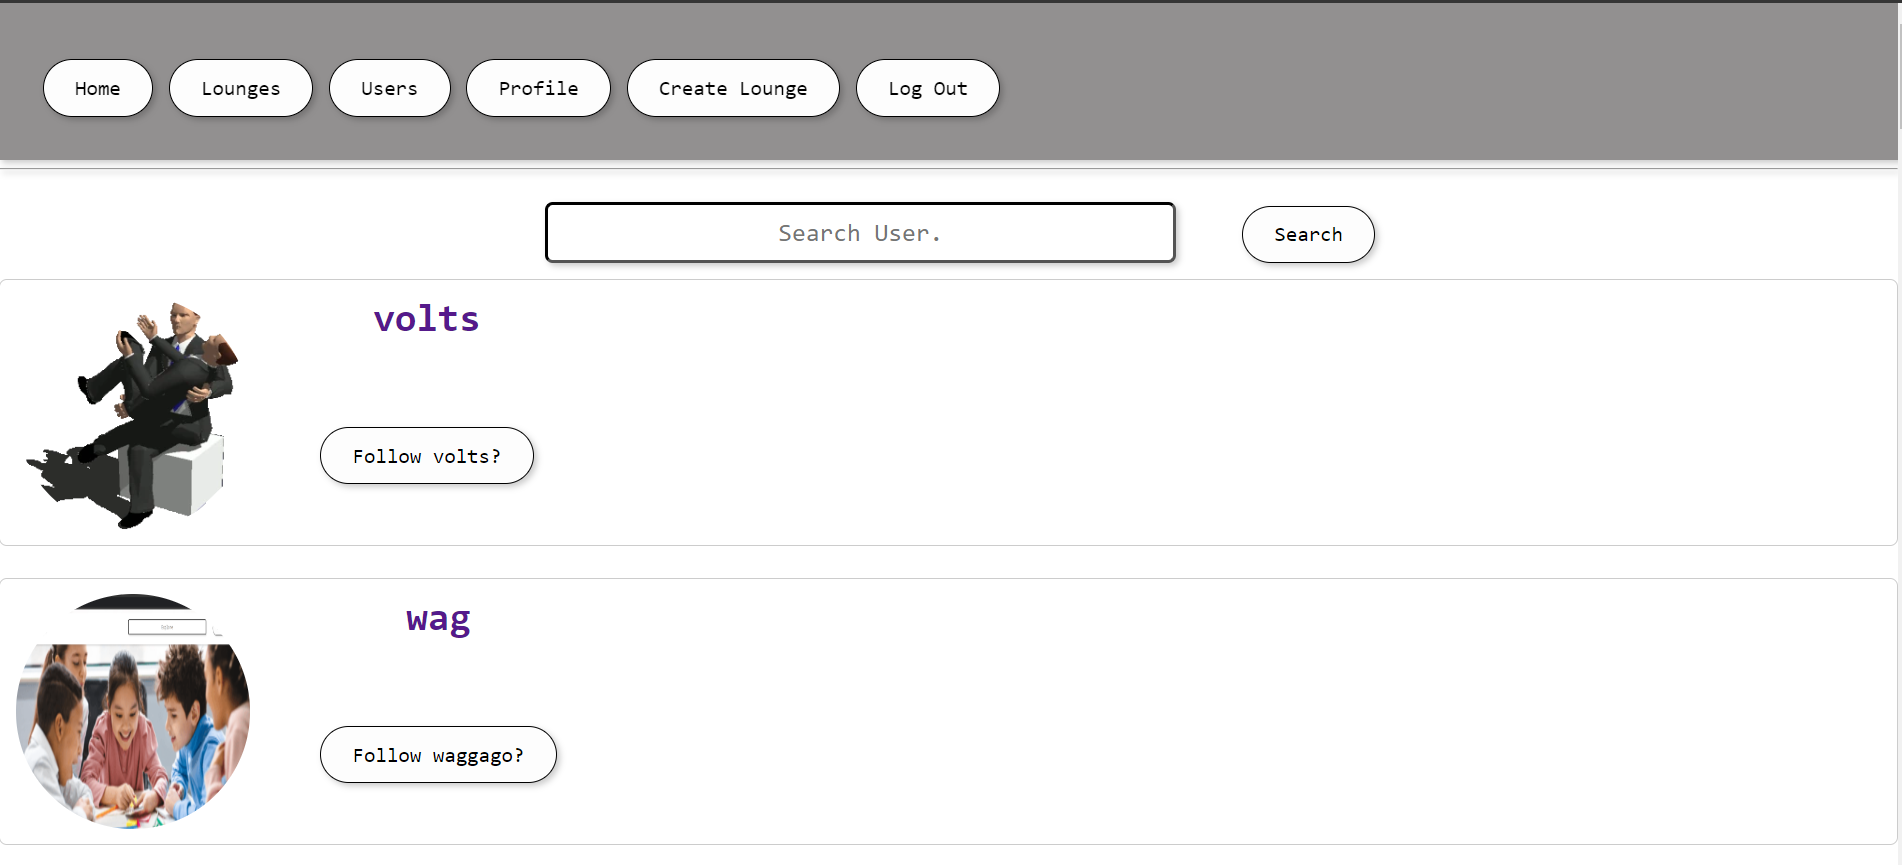 Home Lounges Users Profile Create Lounge Log Out
Search User. Search
volts
Follow volts?
wag
Follow waggago?